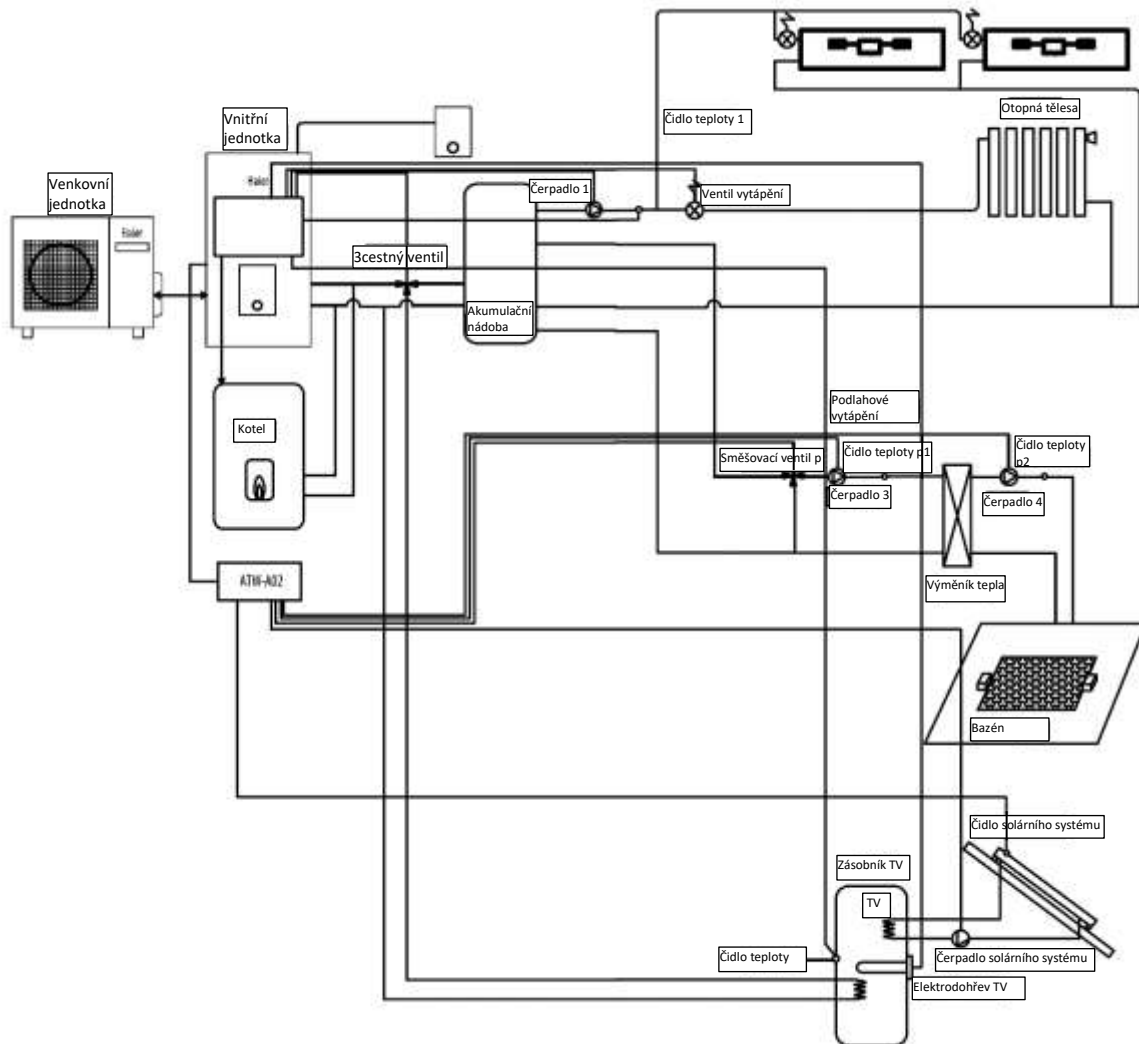 Otopná tělesa
Čidlo teploty 1
Vnitřní
jednotka
Haier
Venkovní
jednotka
Haier
Čerpadlo 1
Ventil vytápění
3cestný ventil
Akumulační
nádoba
Kotel
Podlahové
vytápění
Směšovací ventil p
Čidlo teploty p1
Čidlo teploty
p2
Čerpadlo 3
Čerpadlo 4
ATW-A02
Výměník tepla
Bazén
Čidlo solárního systému
Zásobník TV
TV
Čidlo teploty
Čerpadlo solárního systému
Elektrodohřev TV